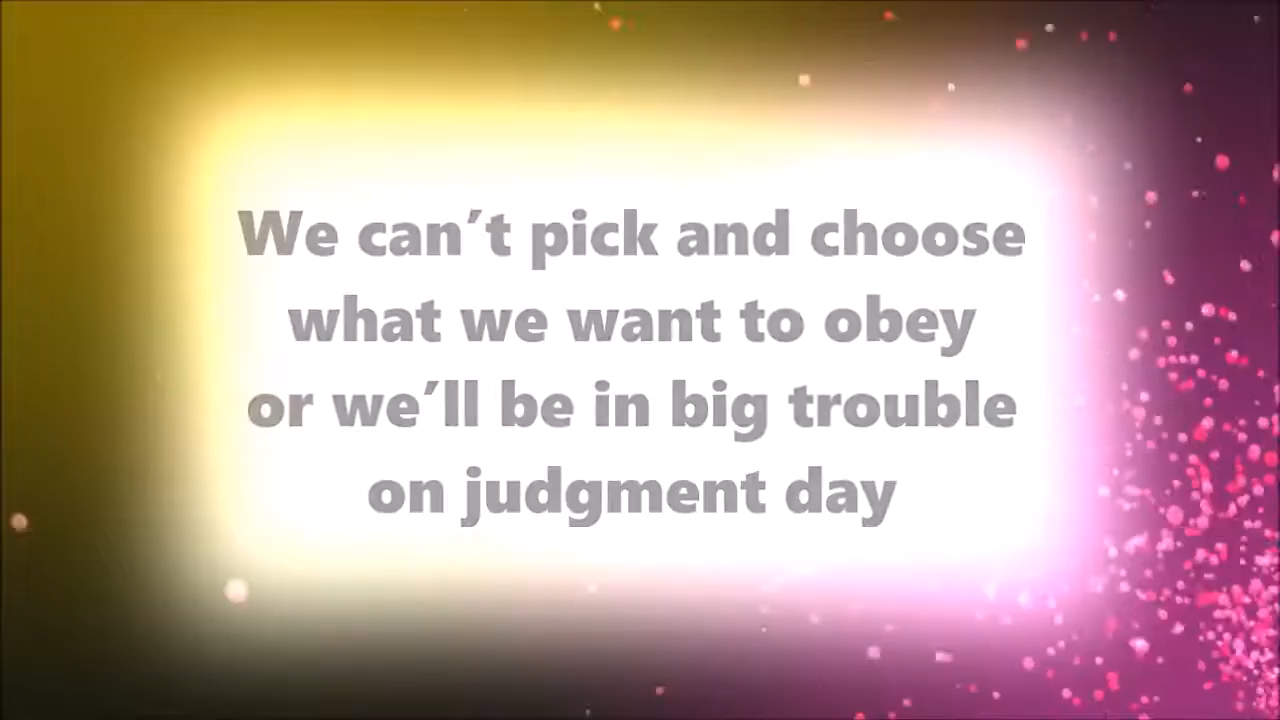 We can’t pick and choose
what we want to obey
or we’ll be in big trouble
on judgment day